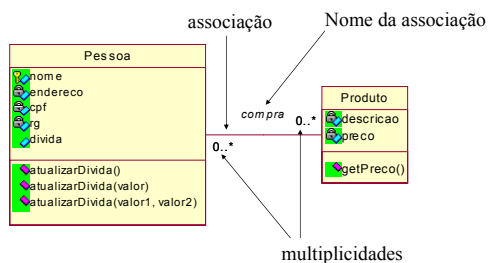 associação
Nome da associação
Pessoa
nome
endereco
cpf
rg
divida
atualizarDivida()
atualizarDivida(valor)
atualizarDivida(valor1, valor2)
compra
0..*
0..*
Produto
descricao
preco
getPreco()
multiplicidades